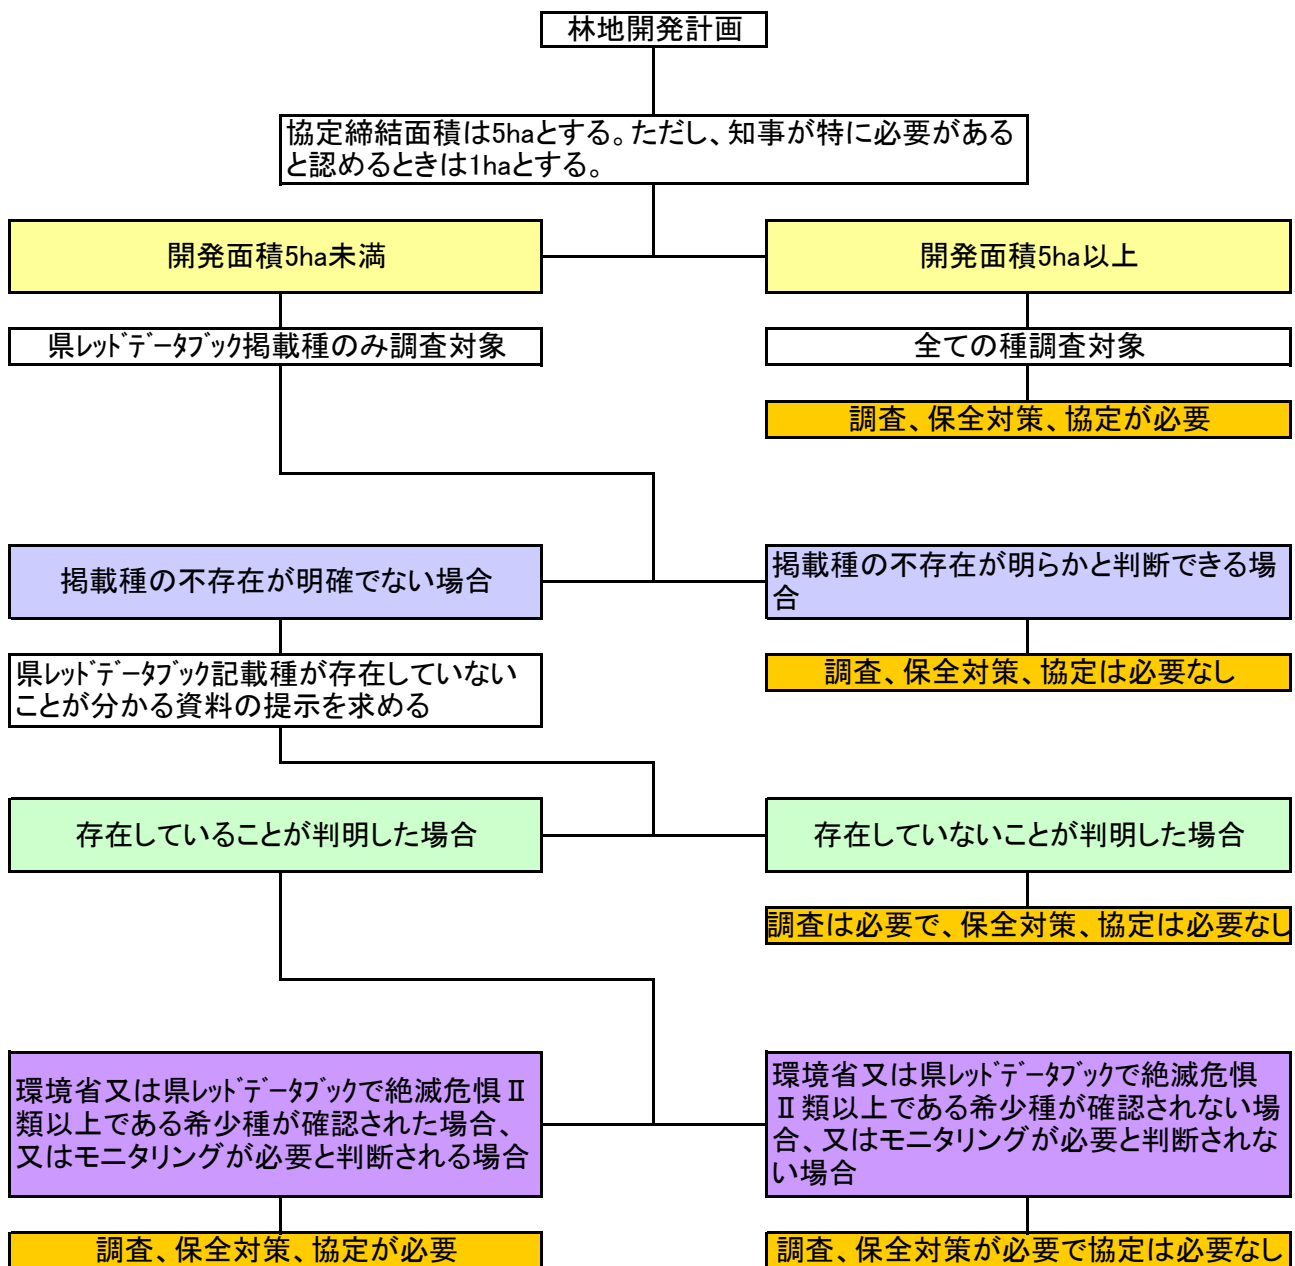 林地開発計画
協定締結面積は5haとする。ただし、知事が特に必要がある
と認めるときは1haとする。
開発面積5ha未満
開発面積5ha以上
県ﾚｯﾄﾞﾃﾞｰﾀﾌﾞｯｸ掲載種のみ調査対象
全ての種調査対象
調査、保全対策、協定が必要
掲載種の不存在が明確でない場合
掲載種の不存在が明らかと判断できる場
合
県ﾚｯﾄﾞﾃﾞｰﾀﾌﾞｯｸ記載種が存在していない
ことが分かる資料の提示を求める
調査、保全対策、協定は必要なし
存在していることが判明した場合
存在していないことが判明した場合
調査は必要で、保全対策、協定は必要なし
環境省又は県ﾚｯﾄﾞﾃﾞｰﾀﾌﾞｯｸで絶滅危惧Ⅱ
類以上である希少種が確認された場合、
又はモニタリングが必要と判断される場合
環境省又は県ﾚｯﾄﾞﾃﾞｰﾀﾌﾞｯｸで絶滅危惧
Ⅱ類以上である希少種が確認されない場
合、又はモニタリングが必要と判断されな
い場合
調査、保全対策、協定が必要
調査、保全対策が必要で協定は必要なし